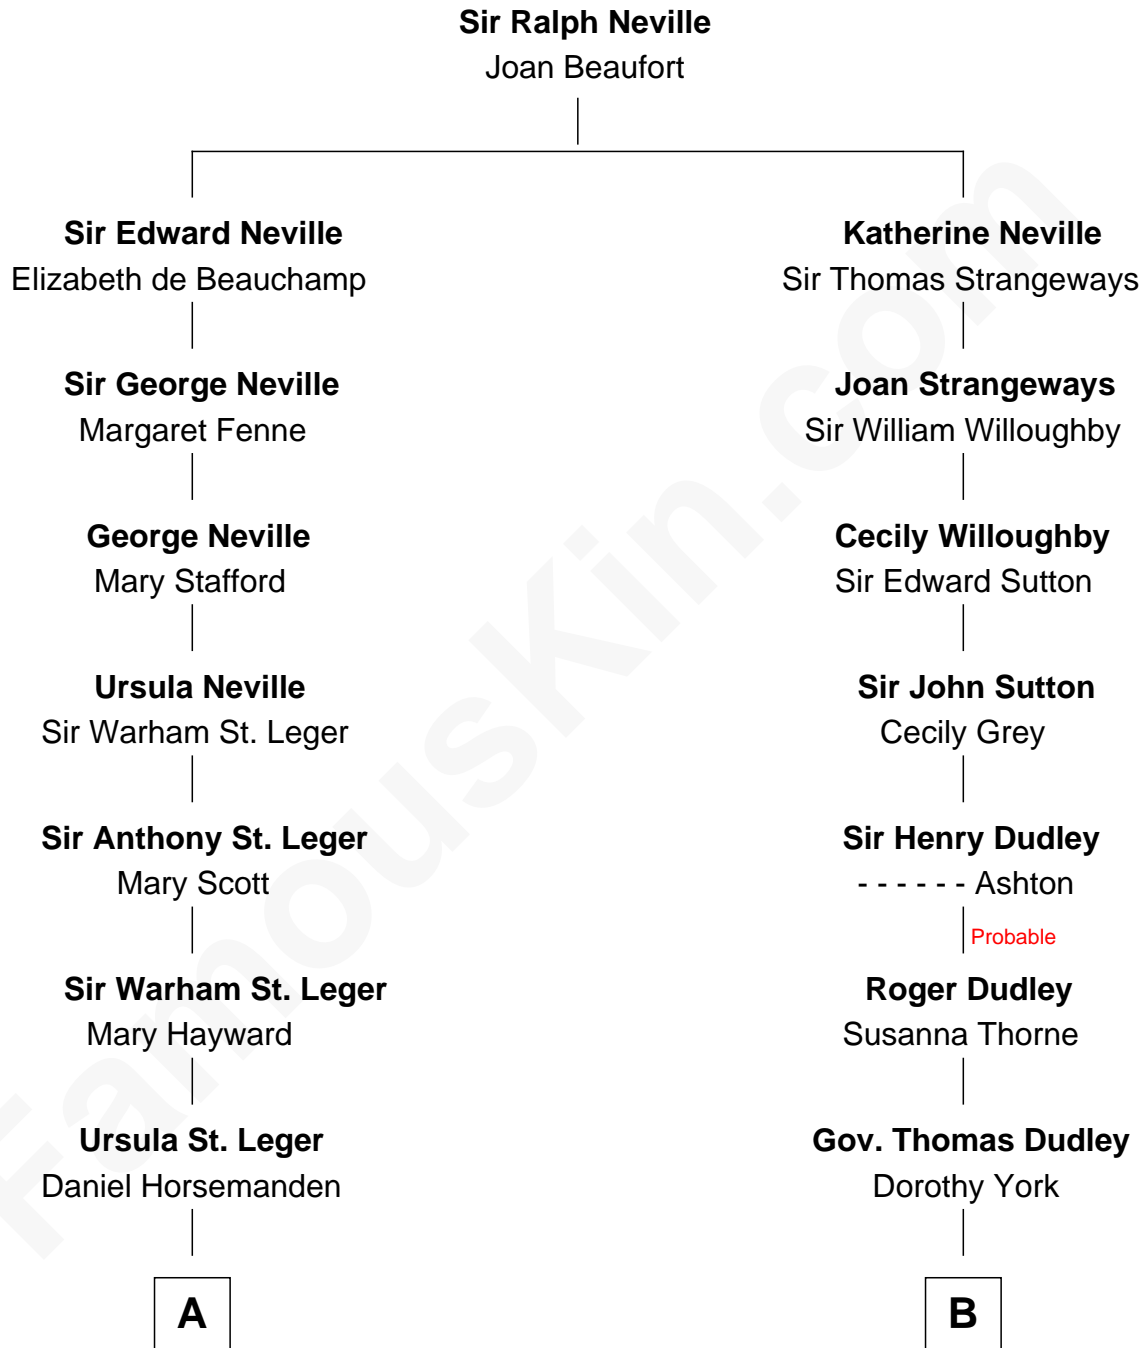 Sir Ralph Neville
Joan Beaufort
Sir Edward Neville
Elizabeth de Beauchamp
Katherine Neville
Sir Thomas Strangeways
Sir George Neville
Margaret Fenne
Joan Strangeways
Sir William Willoughby
George Neville
Mary Stafford
Cecily Willoughby
Sir Edward Sutton
Ursula Neville
Sir Warham St. Leger
Sir John Sutton
Cecily Grey
Sir Anthony St. Leger
Mary Scott
Sir Henry Dudley
- - - - - - Ashton
Probable
Sir Warham St. Leger
Mary Hayward
Roger Dudley
Susanna Thorne
Ursula St. Leger
Daniel Horsemanden
Gov. Thomas Dudley
Dorothy York
A
B
FamousKin.com